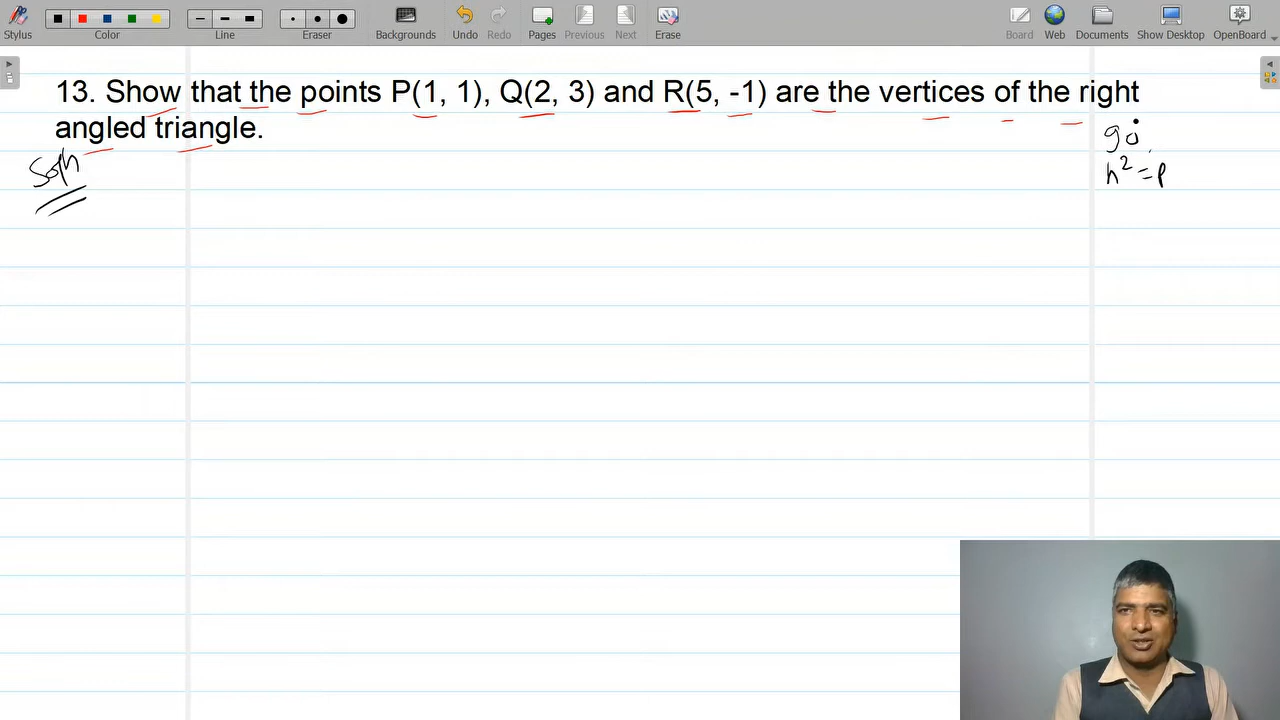 Stylus Color Line Eraser Backgrounds Undo Redo Pages Previous Next Erase Board Web Documents Show Desktop OpenBoard
13. Show that the points P(1, 1), Q(2, 3) and R(5, -1) are the vertices of the right
angled triangle.
90°
h² = p